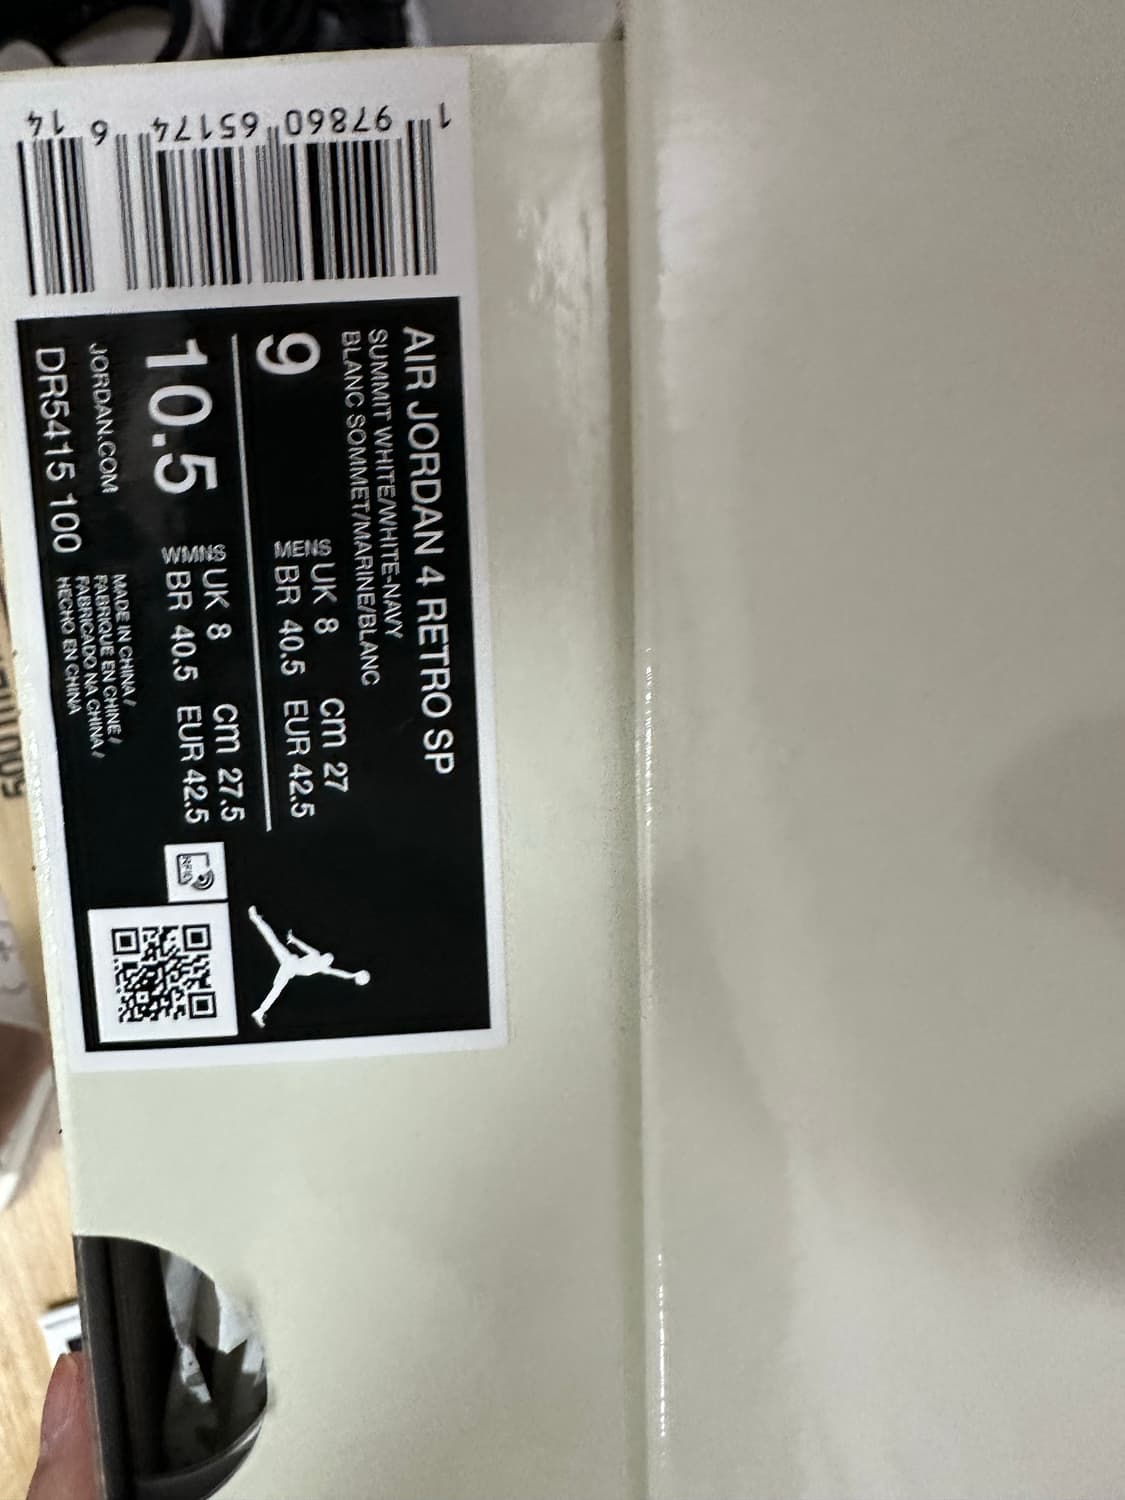 AIR JORDAN 4 RETRO SP
SUMMIT WHITE/WHITE-NAVY
BLANC SOMMET/MARINE/BLANC
9
MENS
UK 8 cm 27
BR 40.5 EUR 42.5
10.5
WMNS
UK 8 cm 27.5
BR 40.5 EUR 42.5
JORDAN.COM
DR5415 100
MADE IN CHINA /
FABRIQUE EN CHINE /
FABRICADO NA CHINA /
HECHO EN CHINA
RFID
1 97860 65174 6 14